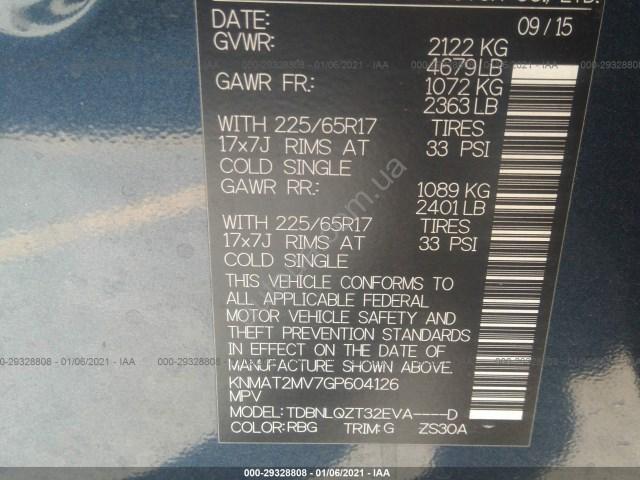 CO., LTD.
DATE: 09/15
GVWR: 2122 KG
4679LB
GAWR FR: 1072 KG
2363 LB
WITH 225/65R17 TIRES
17x7J RIMS AT 33 PSI
COLD SINGLE
GAWR RR: 1089 KG
2401 LB
WITH 225/65R17 TIRES
17x7J RIMS AT 33 PSI
COLD SINGLE
THIS VEHICLE CONFORMS TO
ALL APPLICABLE FEDERAL
MOTOR VEHICLE SAFETY AND
THEFT PREVENTION STANDARDS
IN EFFECT ON THE DATE OF
MANUFACTURE SHOWN ABOVE.
KNMAT2MV7GP604126
MPV
MODEL:TDBNLQZT32EVA----D
COLOR:RBG TRIM:G ZS30A
000-29328808 - 01/06/2021 - IAA